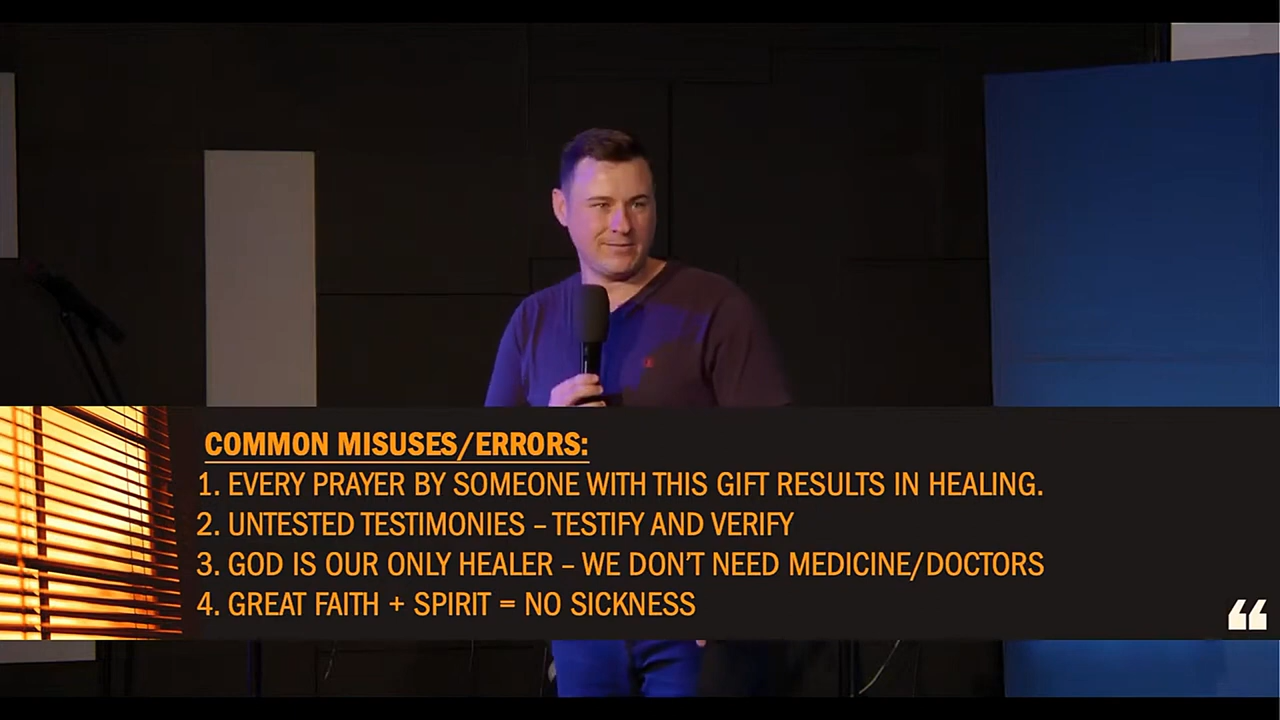 COMMON MISUSES/ERRORS:
1. EVERY PRAYER BY SOMEONE WITH THIS GIFT RESULTS IN HEALING.
2. UNTESTED TESTIMONIES – TESTIFY AND VERIFY
3. GOD IS OUR ONLY HEALER – WE DON'T NEED MEDICINE/DOCTORS
4. GREAT FAITH + SPIRIT = NO SICKNESS